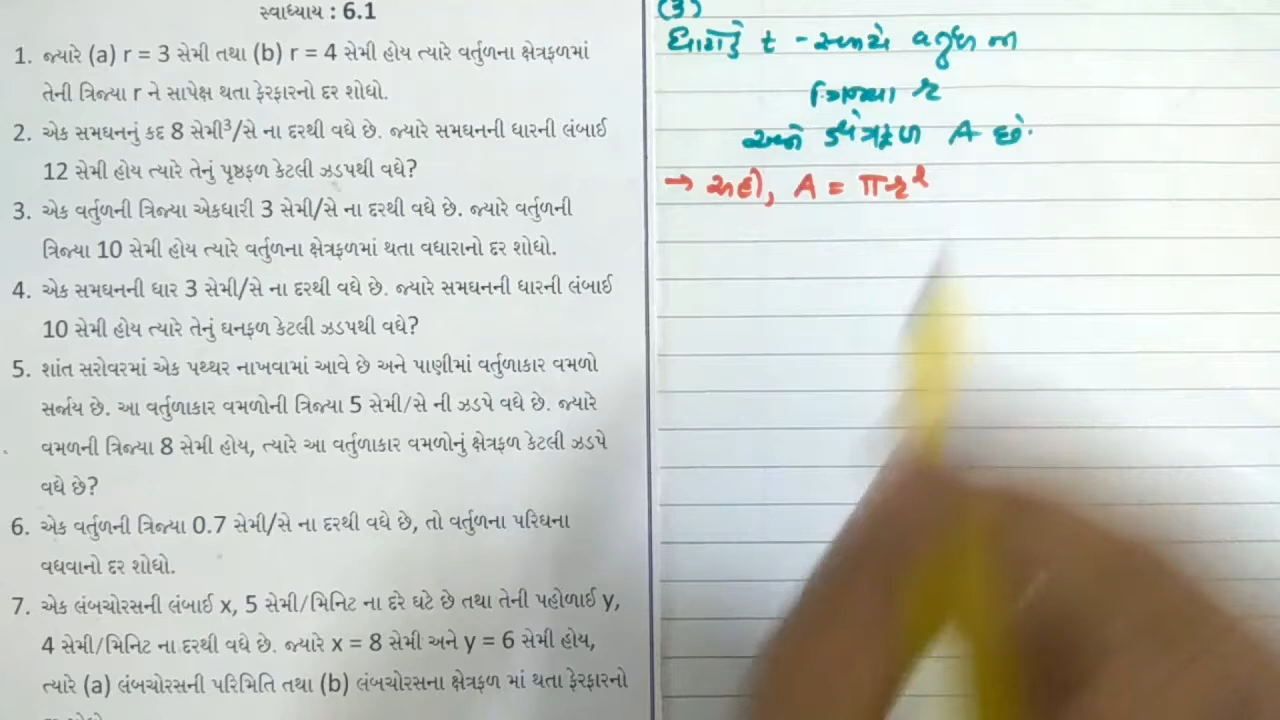 સ્વાધ્યાય : 6.1
1. જ્યારે (a) r = 3 સેમી તથા (b) r = 4 સેમી હોય ત્યારે વર્તુળના ક્ષેત્રફળમાં
તેની ત્રિજ્યા r ને સાપેક્ષ થતા ફેરફારનો દર શોધો.
2. એક સમઘનનું કદ 8 સેમી³/સે ના દરથી વધે છે. જ્યારે સમઘનની ધારની લંબાઈ
12 સેમી હોય ત્યારે તેનું પૃષ્ઠફળ કેટલી ઝડપથી વધે?
3. એક વર્તુળની ત્રિજ્યા એકધારી 3 સેમી/સે ના દરથી વધે છે. જ્યારે વર્તુળની
ત્રિજ્યા 10 સેમી હોય ત્યારે વર્તુળના ક્ષેત્રફળમાં થતા વધારાનો દર શોધો.
4. એક સમઘનની ધાર 3 સેમી/સે ના દરથી વધે છે. જ્યારે સમઘનની ધારની લંબાઈ
10 સેમી હોય ત્યારે તેનું ઘનફળ કેટલી ઝડપથી વધે?
5. શાંત સરોવરમાં એક પથ્થર નાખવામાં આવે છે અને પાણીમાં વર્તુળાકાર વમળો
સર્જાય છે. આ વર્તુળાકાર વમળોની ત્રિજ્યા 5 સેમી/સે ની ઝડપે વધે છે. જ્યારે
વમળની ત્રિજ્યા 8 સેમી હોય, ત્યારે આ વર્તુળાકાર વમળોનું ક્ષેત્રફળ કેટલી ઝડપે
વધે છે?
6. એક વર્તુળની ત્રિજ્યા 0.7 સેમી/સે ના દરથી વધે છે, તો વર્તુળના પરિઘના
વધવાનો દર શોધો.
7. એક લંબચોરસની લંબાઈ x, 5 સેમી/મિનિટ ના દરે ઘટે છે તથા તેની પહોળાઈ y,
4 સેમી/મિનિટ ના દરથી વધે છે. જ્યારે x = 8 સેમી અને y = 6 સેમી હોય,
ત્યારે (a) લંબચોરસની પરિમિતિ તથા (b) લંબચોરસના ક્ષેત્રફળ માં થતા ફેરફારનો
(3)
ધારોકે t - સમયે વર્તુળ ના
ત્રિજ્યા r
અને ક્ષેત્રફળ A છે.
→ અહીં, A = πr²